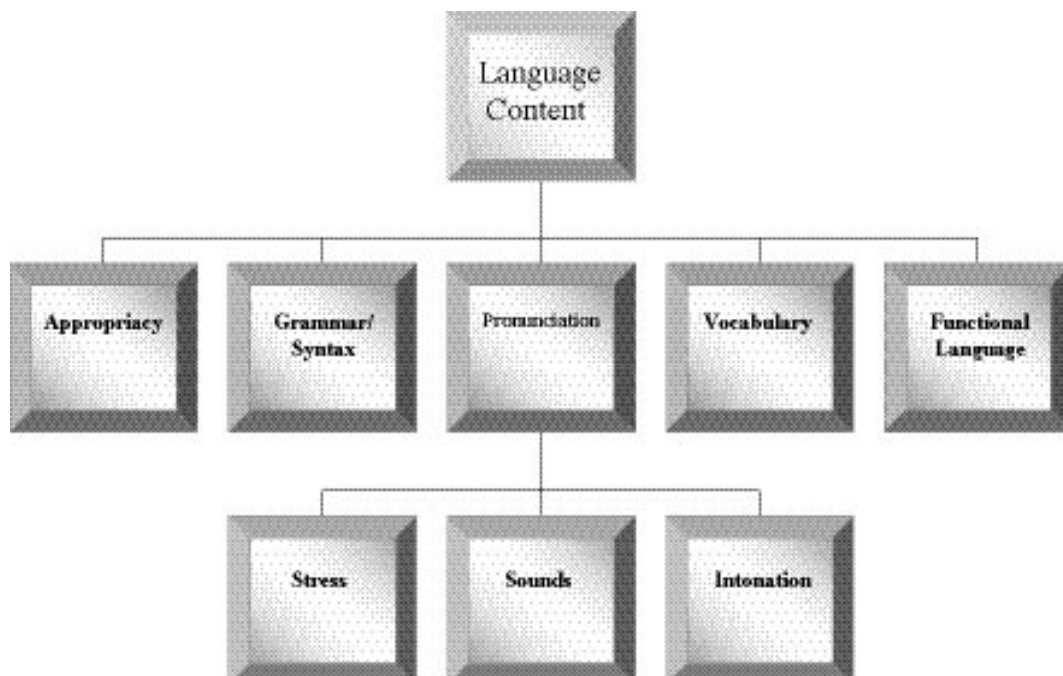 Language
Content
Appropriacy
Grammar/
Syntax
Pronunciation
Vocabulary
Functional
Language
Stress
Sounds
Intonation